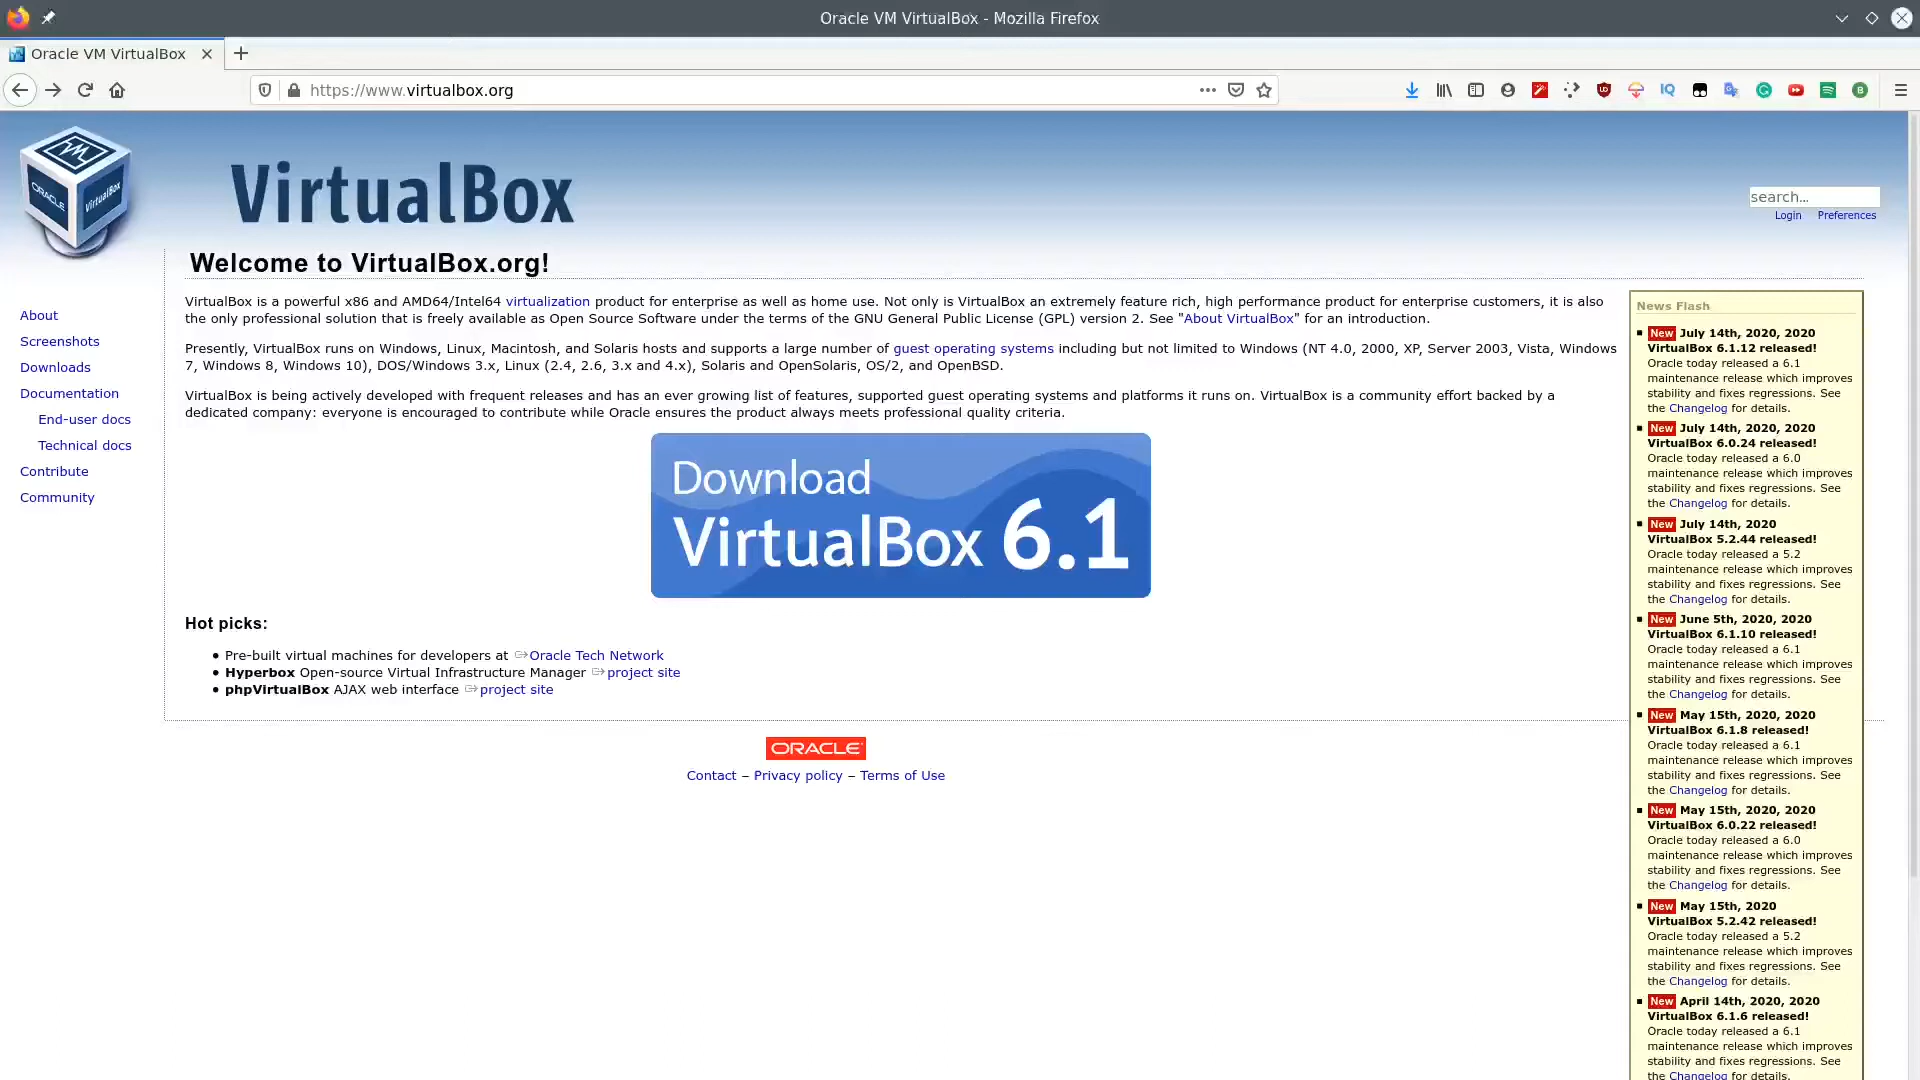 Oracle VM VirtualBox - Mozilla Firefox
Oracle VM VirtualBox
https://www.virtualbox.org
ORACLE
VirtualBox
VirtualBox
search...
Login Preferences
Welcome to VirtualBox.org!
About
Screenshots
Downloads
Documentation
End-user docs
Technical docs
Contribute
Community
VirtualBox is a powerful x86 and AMD64/Intel64 virtualization product for enterprise as well as home use. Not only is VirtualBox an extremely feature rich, high performance product for enterprise customers, it is also
the only professional solution that is freely available as Open Source Software under the terms of the GNU General Public License (GPL) version 2. See "About VirtualBox" for an introduction.
Presently, VirtualBox runs on Windows, Linux, Macintosh, and Solaris hosts and supports a large number of guest operating systems including but not limited to Windows (NT 4.0, 2000, XP, Server 2003, Vista, Windows
7, Windows 8, Windows 10), DOS/Windows 3.x, Linux (2.4, 2.6, 3.x and 4.x), Solaris and OpenSolaris, OS/2, and OpenBSD.
VirtualBox is being actively developed with frequent releases and has an ever growing list of features, supported guest operating systems and platforms it runs on. VirtualBox is a community effort backed by a
dedicated company: everyone is encouraged to contribute while Oracle ensures the product always meets professional quality criteria.
Download
VirtualBox 6.1
Hot picks:
Pre-built virtual machines for developers at Oracle Tech Network
Hyperbox Open-source Virtual Infrastructure Manager project site
phpVirtualBox AJAX web interface project site
ORACLE
Contact – Privacy policy – Terms of Use
News Flash
New July 14th, 2020, 2020
VirtualBox 6.1.12 released!
Oracle today released a 6.1
maintenance release which improves
stability and fixes regressions. See
the Changelog for details.
New July 14th, 2020, 2020
VirtualBox 6.0.24 released!
Oracle today released a 6.0
maintenance release which improves
stability and fixes regressions. See
the Changelog for details.
New July 14th, 2020
VirtualBox 5.2.44 released!
Oracle today released a 5.2
maintenance release which improves
stability and fixes regressions. See
the Changelog for details.
New June 5th, 2020, 2020
VirtualBox 6.1.10 released!
Oracle today released a 6.1
maintenance release which improves
stability and fixes regressions. See
the Changelog for details.
New May 15th, 2020, 2020
VirtualBox 6.1.8 released!
Oracle today released a 6.1
maintenance release which improves
stability and fixes regressions. See
the Changelog for details.
New May 15th, 2020, 2020
VirtualBox 6.0.22 released!
Oracle today released a 6.0
maintenance release which improves
stability and fixes regressions. See
the Changelog for details.
New May 15th, 2020
VirtualBox 5.2.42 released!
Oracle today released a 5.2
maintenance release which improves
stability and fixes regressions. See
the Changelog for details.
New April 14th, 2020, 2020
VirtualBox 6.1.6 released!
Oracle today released a 6.1
maintenance release which improves
stability and fixes regressions. See
the Changelog for details.